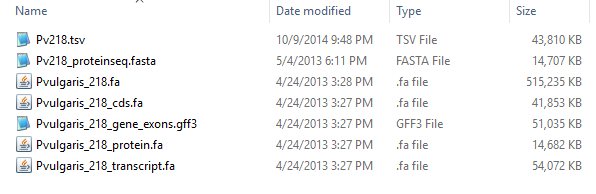 Name Date modified Type Size
Pv218.tsv 10/9/2014 9:48 PM TSV File 43,810 KB
Pv218_proteinseq.fasta 5/4/2013 6:11 PM FASTA File 14,707 KB
Pvulgaris_218.fa 4/24/2013 3:28 PM .fa file 515,235 KB
Pvulgaris_218_cds.fa 4/24/2013 3:27 PM .fa file 41,853 KB
Pvulgaris_218_gene_exons.gff3 4/24/2013 3:27 PM GFF3 File 51,035 KB
Pvulgaris_218_protein.fa 4/24/2013 3:27 PM .fa file 14,682 KB
Pvulgaris_218_transcript.fa 4/24/2013 3:27 PM .fa file 54,072 KB